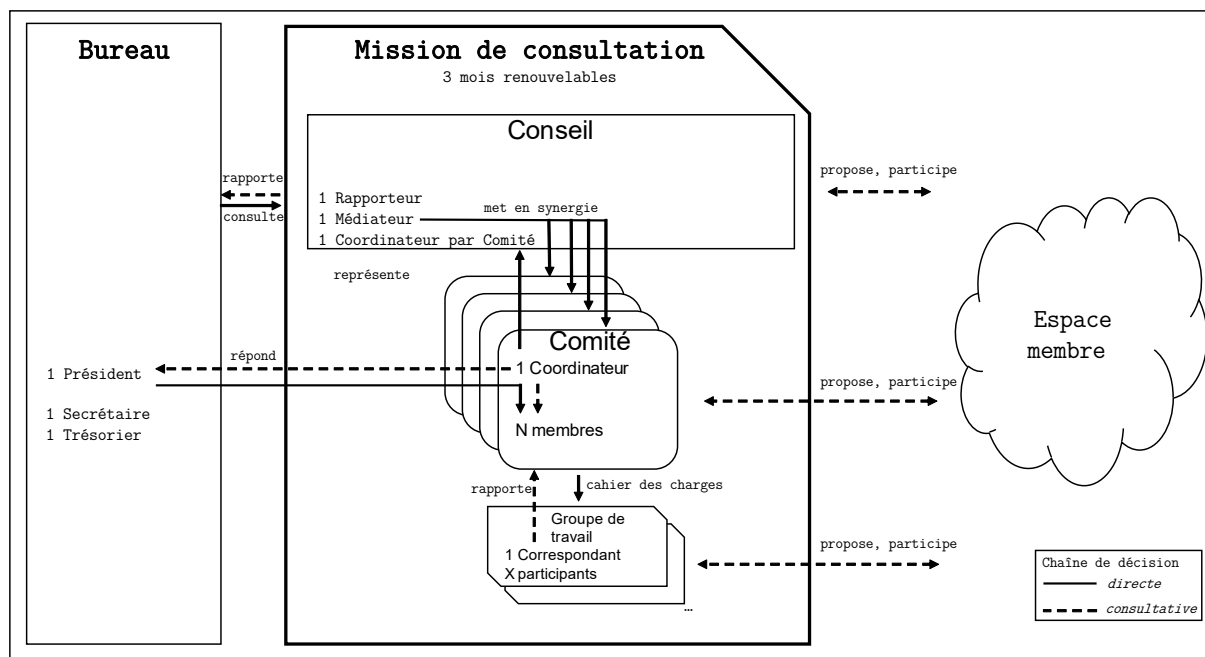 Bureau
Mission de consultation
3 mois renouvelables
Conseil
rapporte
consulte
1 Rapporteur
1 Médiateur
met en synergie
1 Coordinateur par Comité
représente
propose, participe
Comité
1 Coordinateur
N membres
répond
1 Président
1 Secrétaire
1 Trésorier
Espace
membre
propose, participe
rapporte
cahier des charges
Groupe de
travail
1 Correspondant
X participants
...
propose, participe
Chaîne de décision
directe
consultative